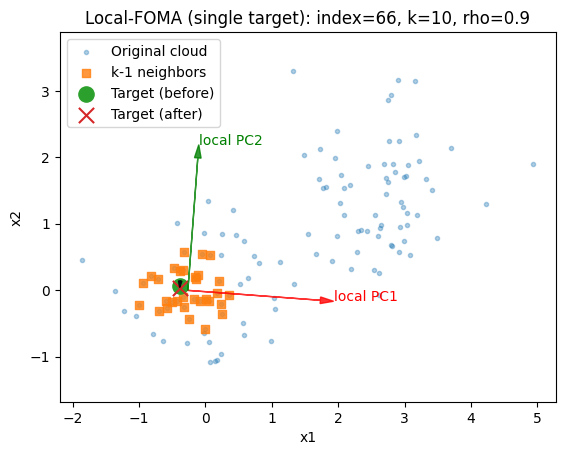 Local-FOMA (single target): index=66, k=10, rho=0.9
Original cloud
k-1 neighbors
Target (before)
Target (after)
local PC2
local PC1
x2
3
2
1
0
−1
−2
−1
0
1
2
3
4
5
x1